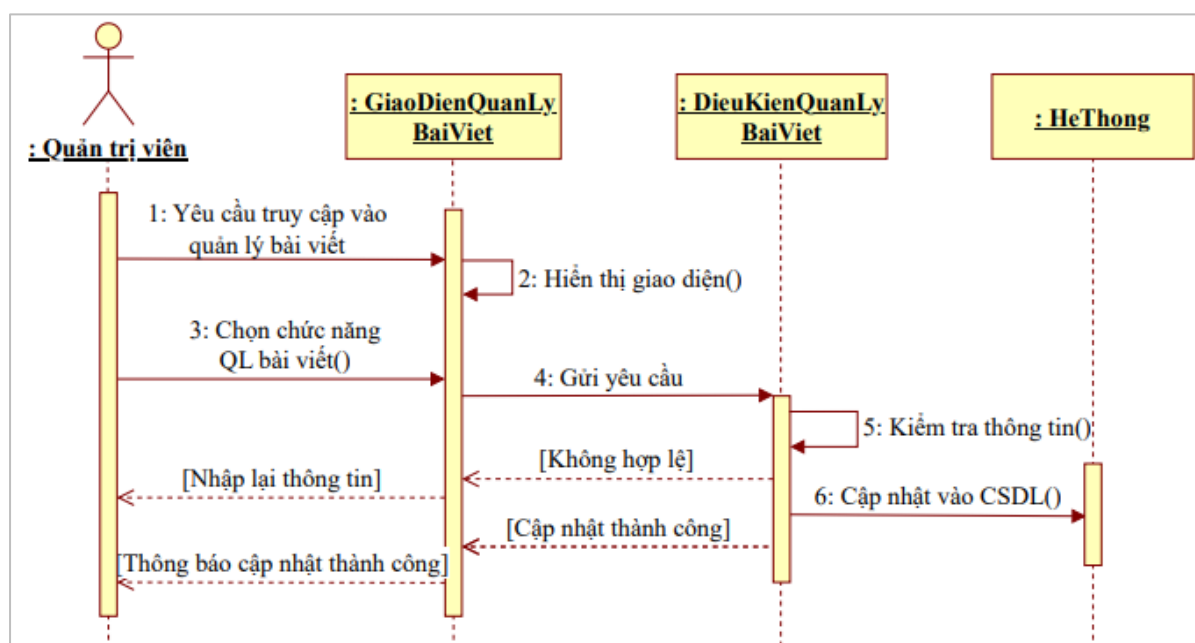 : GiaoDienQuanLy
BaiViet
: DieuKienQuanLy
BaiViet
: HeThong
: Quản trị viên
1: Yêu cầu truy cập vào
quản lý bài viết
2: Hiển thị giao diện()
3: Chọn chức năng
QL bài viết()
4: Gửi yêu cầu
5: Kiểm tra thông tin()
[Không hợp lệ]
[Nhập lại thông tin]
6: Cập nhật vào CSDL()
[Cập nhật thành công]
[Thông báo cập nhật thành công]